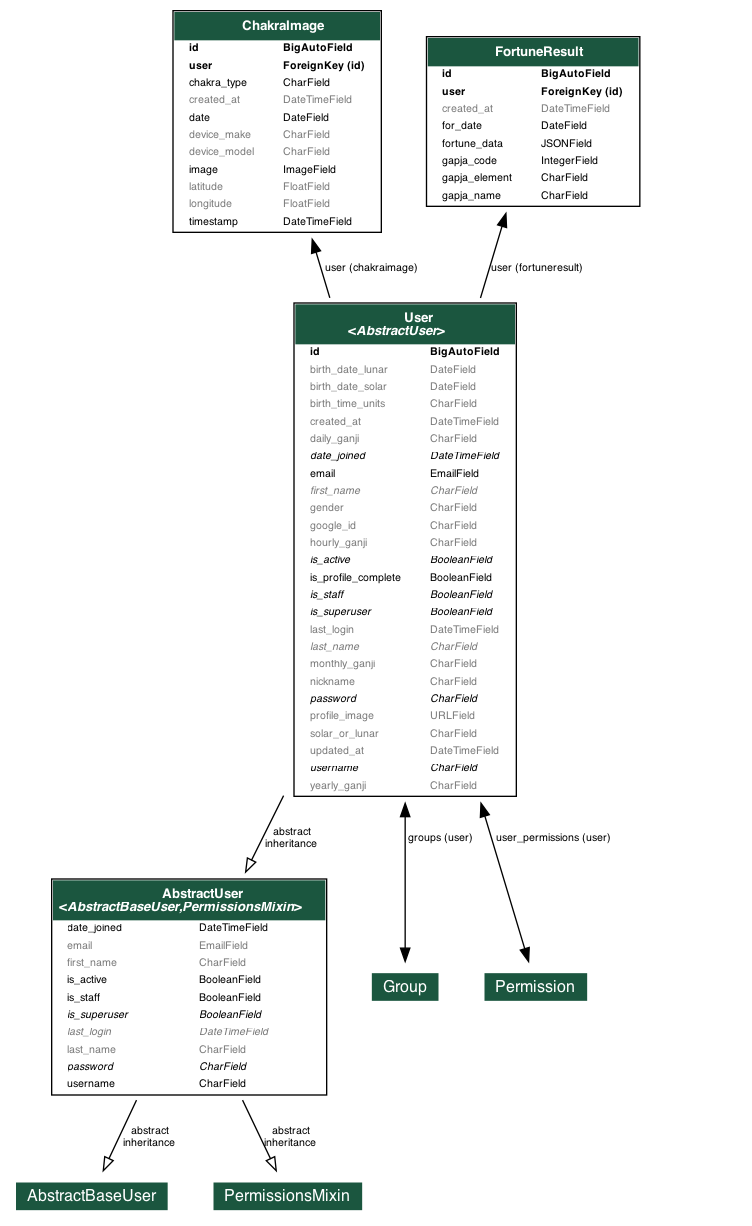 ChakraImage
id BigAutoField
user ForeignKey (id)
chakra_type CharField
created_at DateTimeField
date DateField
device_make CharField
device_model CharField
image ImageField
latitude FloatField
longitude FloatField
timestamp DateTimeField
FortuneResult
id BigAutoField
user ForeignKey (id)
created_at DateTimeField
for_date DateField
fortune_data JSONField
gapja_code IntegerField
gapja_element CharField
gapja_name CharField
user (chakraimage)
user (fortuneresult)
User
<AbstractUser>
id BigAutoField
birth_date_lunar DateField
birth_date_solar DateField
birth_time_units CharField
created_at DateTimeField
daily_ganji CharField
date_joined DateTimeField
email EmailField
first_name CharField
gender CharField
google_id CharField
hourly_ganji CharField
is_active BooleanField
is_profile_complete BooleanField
is_staff BooleanField
is_superuser BooleanField
last_login DateTimeField
last_name CharField
monthly_ganji CharField
nickname CharField
password CharField
profile_image URLField
solar_or_lunar CharField
updated_at DateTimeField
username CharField
yearly_ganji CharField
abstract
inheritance
groups (user)
user_permissions (user)
AbstractUser
<AbstractBaseUser,PermissionsMixin>
date_joined DateTimeField
email EmailField
first_name CharField
is_active BooleanField
is_staff BooleanField
is_superuser BooleanField
last_login DateTimeField
last_name CharField
password CharField
username CharField
Group
Permission
abstract
inheritance
abstract
inheritance
AbstractBaseUser
PermissionsMixin